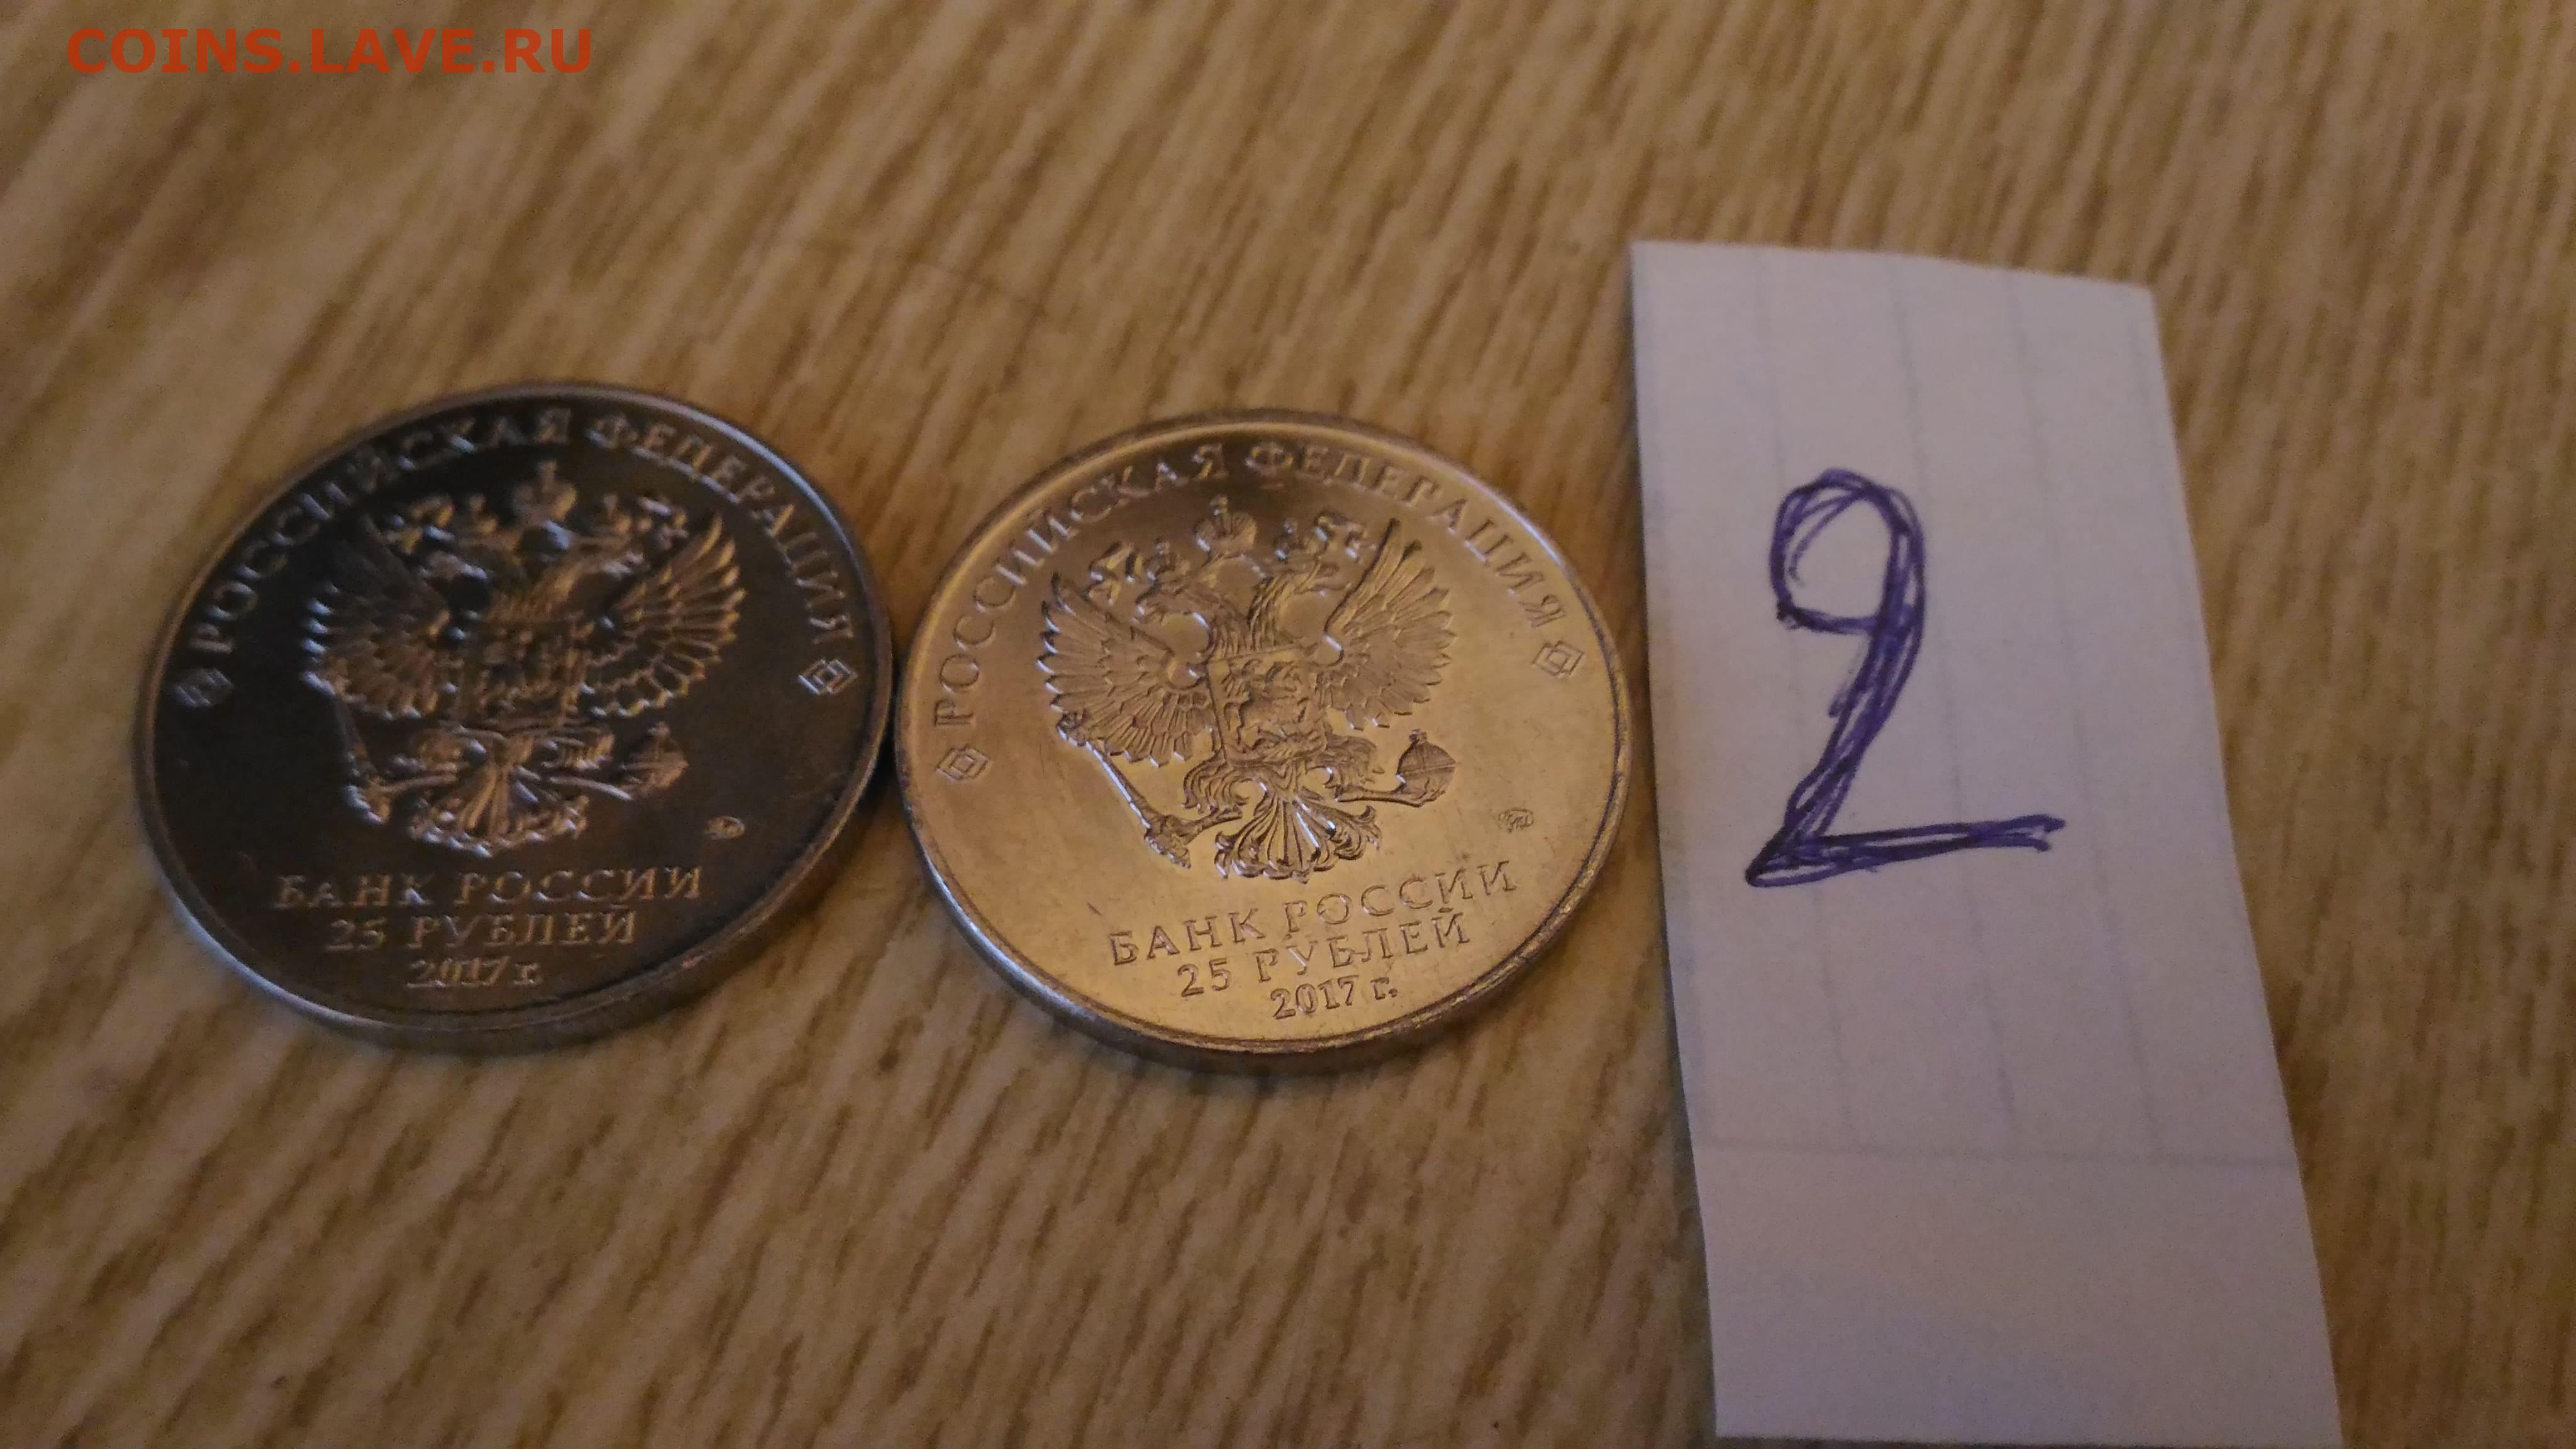 COINS.LAVE.RU
РОССИЙСКАЯ ФЕДЕРАЦИЯ
БАНК РОССИИ
25 РУБЛЕЙ
2017 г.
РОССИЙСКАЯ ФЕДЕРАЦИЯ
БАНК РОССИИ
25 РУБЛЕЙ
2017 г.
2